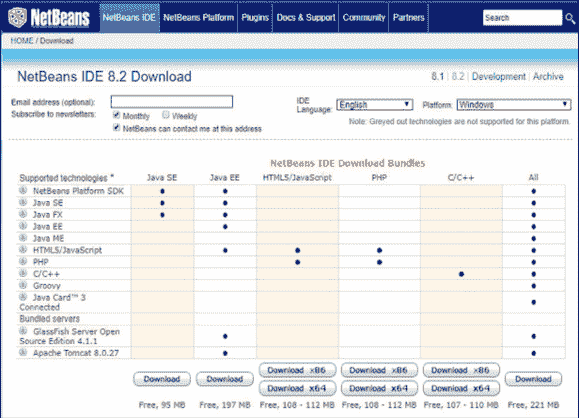 NetBeans
NetBeans IDE NetBeans Platform Plugins Docs & Support Community Partners Search
HOME / Download
NetBeans IDE 8.2 Download 8.1 | 8.2 | Development | Archive
Email address (optional): IDE Language: English Platform: Windows
Subscribe to newsletters: Monthly Weekly Note: Greyed out technologies are not supported for this platform.
NetBeans can contact me at this address
NetBeans IDE Download Bundles
Supported technologies * Java SE Java EE HTML5/JavaScript PHP C/C++ All
NetBeans Platform SDK
Java SE
Java FX
Java EE
Java ME
HTML5/JavaScript
PHP
C/C++
Groovy
Java Card™ 3
Connected
Bundled servers
GlassFish Server Open
Source Edition 4.1.1
Apache Tomcat 8.0.27
Download Download Download x86 Download x86 Download x86 Download
Download x64 Download x64 Download x64
Free, 95 MB Free, 197 MB Free, 108 - 112 MB Free, 108 - 112 MB Free, 107 - 110 MB Free, 221 MB